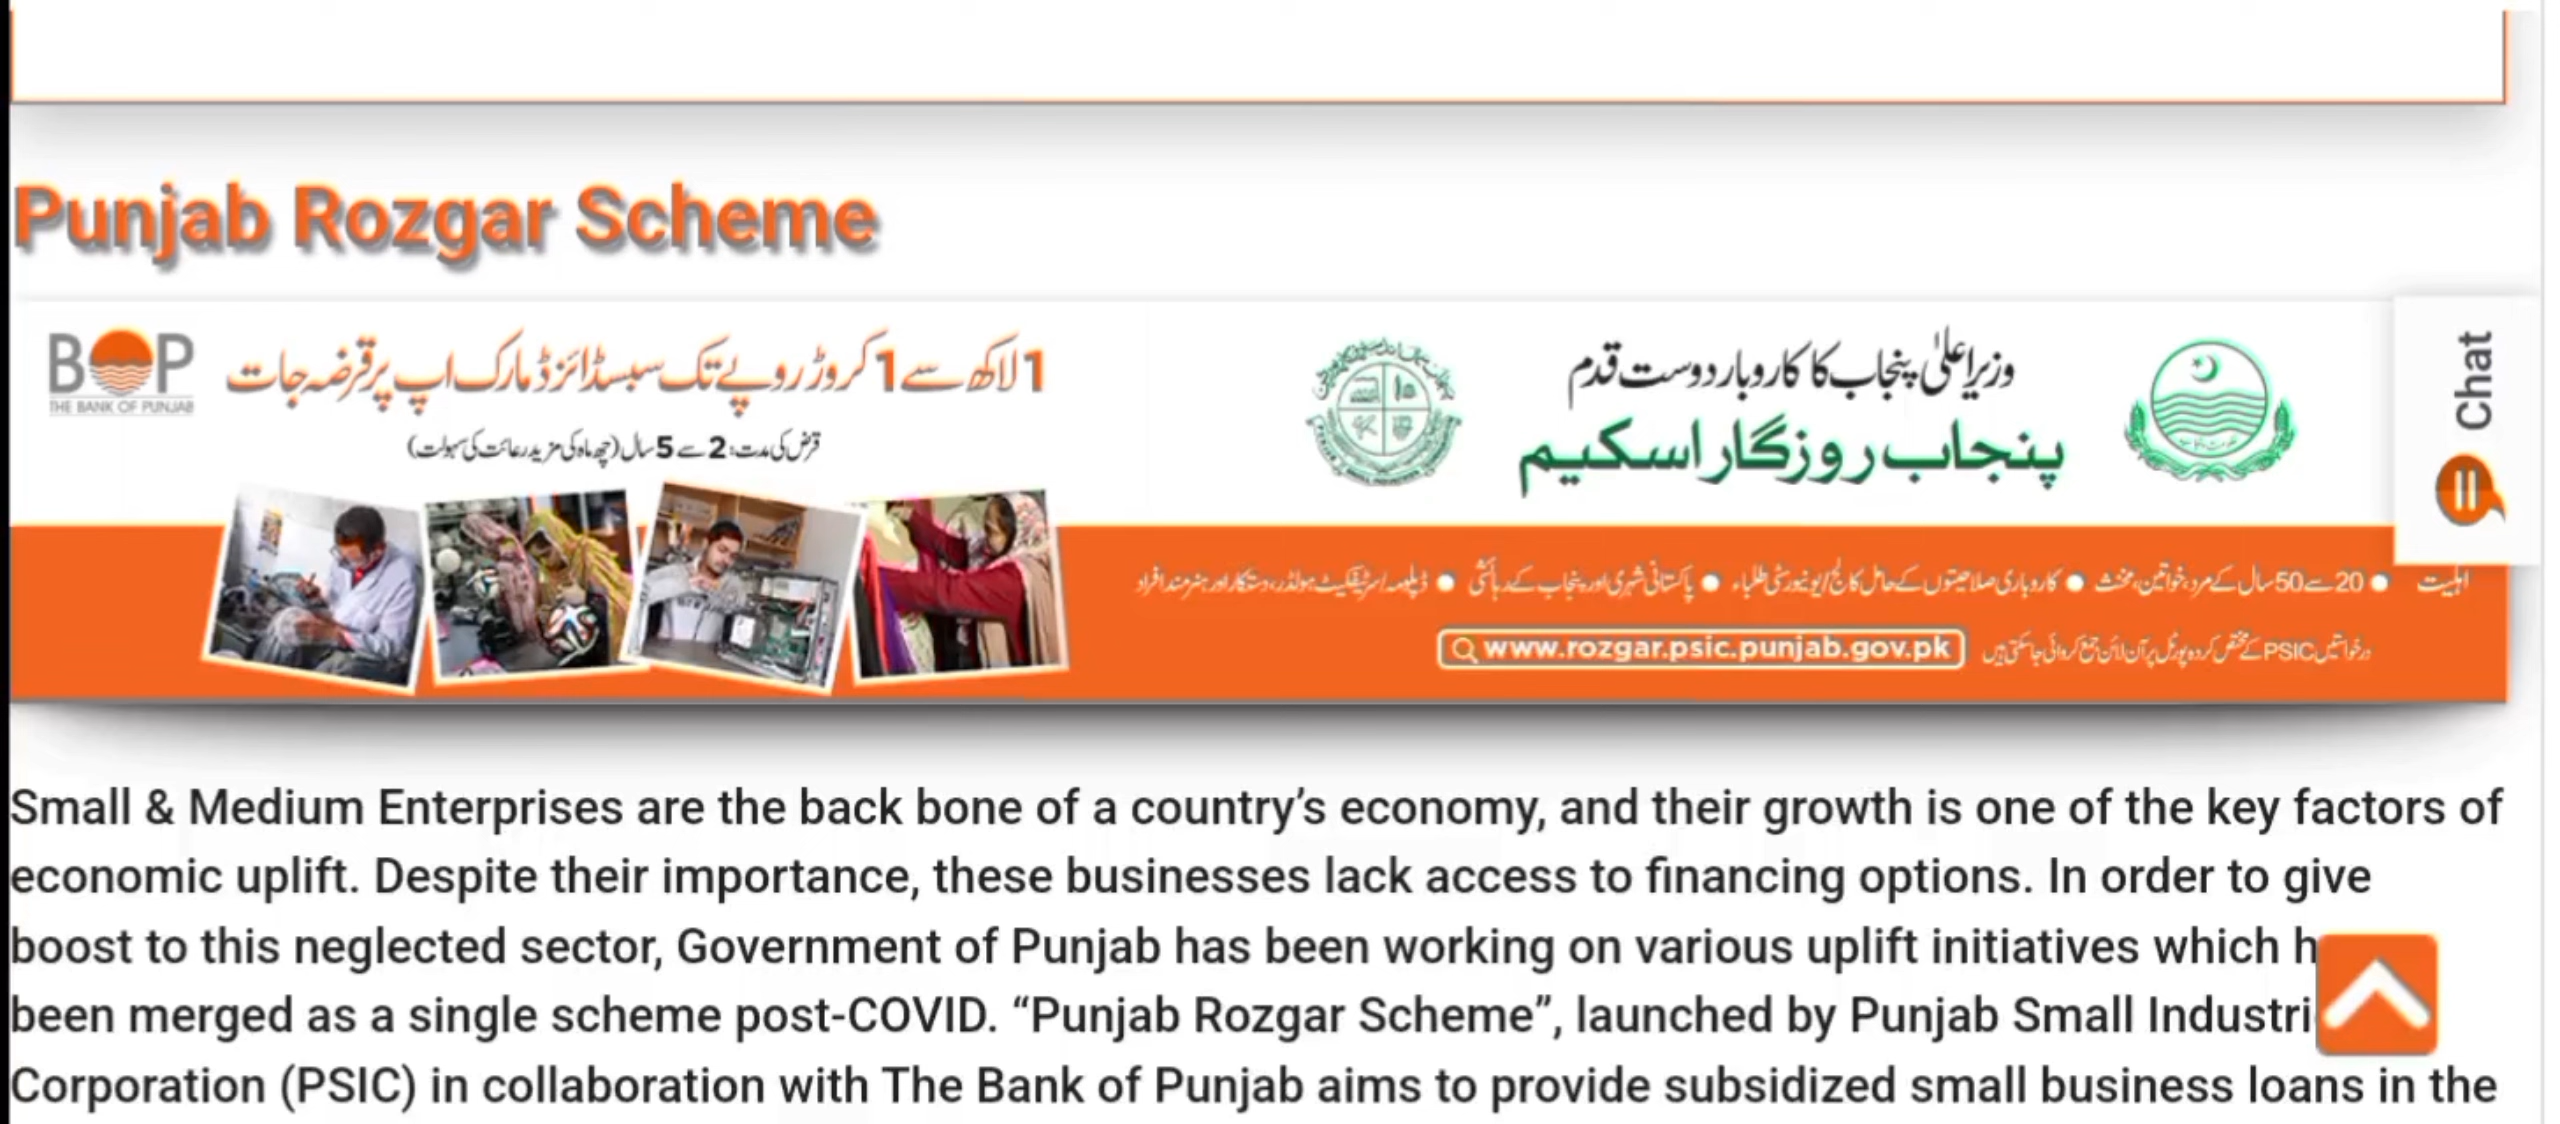 Punjab Rozgar Scheme
BOP
THE BANK OF PUNJAB
1 لاکھ سے 1 کروڑ روپے تک سبسڈائزڈ مارک اپ پر قرضہ جات
قرض کی مدت: 2 سے 5 سال (چھ ماہ کی مزید رعائت کی سہولت)
وزیراعلیٰ پنجاب کا کاروبار دوست قدم
پنجاب روزگار اسکیم
Chat
اہلیت ● 20 سے 50 سال کے مرد، خواتین، مخنث ● کاروباری صلاحیتوں کے حامل کالج/یونیورٹی طلباء ● پاکستانی شہری اور پنجاب کے رہائشی ● ڈپلومہ/سرٹیفکیٹ ہولڈر، دستکار اور ہنرمند افراد
درخواستیں PSIC کے مختص کردہ پورٹل پر آن لائن جمع کروائی جا سکتی ہیں www.rozgar.psic.punjab.gov.pk
Small & Medium Enterprises are the back bone of a country’s economy, and their growth is one of the key factors of
economic uplift. Despite their importance, these businesses lack access to financing options. In order to give
boost to this neglected sector, Government of Punjab has been working on various uplift initiatives which h
been merged as a single scheme post-COVID. “Punjab Rozgar Scheme”, launched by Punjab Small Industri
Corporation (PSIC) in collaboration with The Bank of Punjab aims to provide subsidized small business loans in the